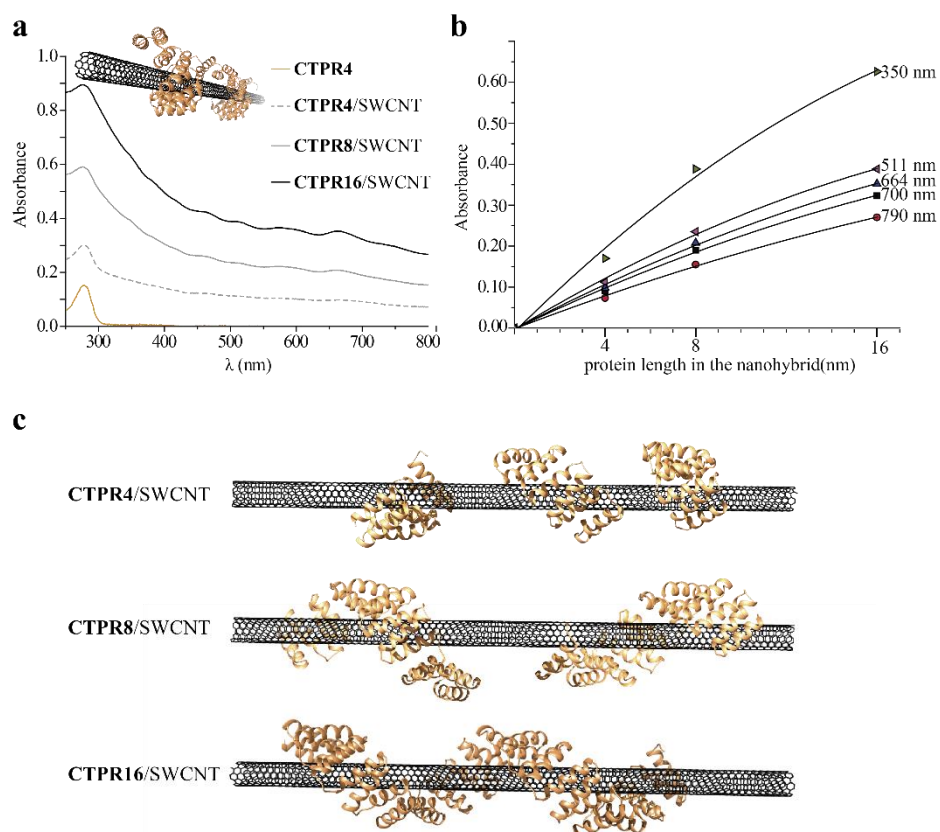 a
1.0
0.8
0.6
0.4
0.2
0.0
Absorbance
300
400
500
600
700
800
λ (nm)
CTPR4
CTPR4/SWCNT
CTPR8/SWCNT
CTPR16/SWCNT
b
0.60
0.50
0.40
0.30
0.20
0.10
0.00
Absorbance
4
8
16
protein length in the nanohybrid(nm)
350 nm
511 nm
664 nm
700 nm
790 nm
c
CTPR4/SWCNT
CTPR8/SWCNT
CTPR16/SWCNT